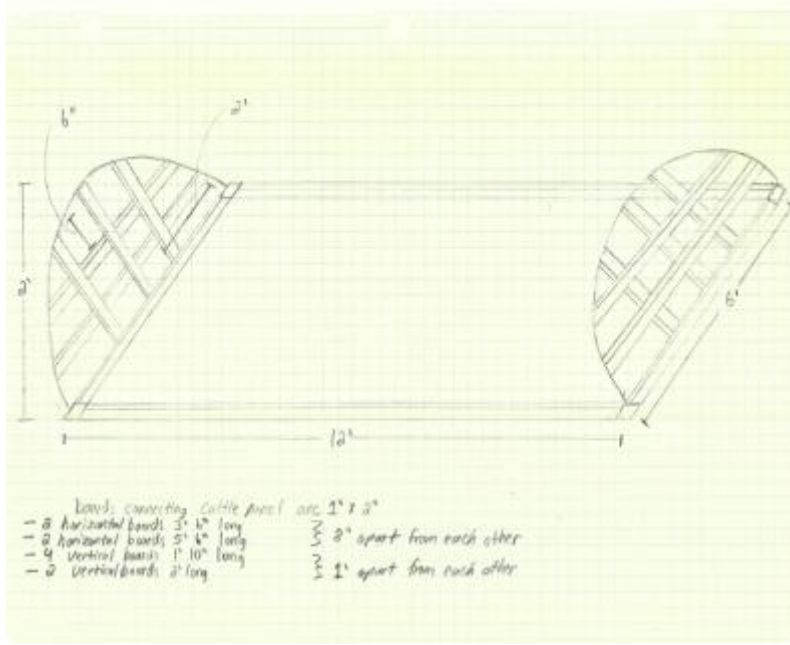 6"
2'
2'
6'
12'
boards connecting cattle panel are 1" x 2"
- 2 horizontal boards 3' 6" long
- 2 horizontal boards 5' 6" long
apart from each other
- 4 vertical boards 1' 10" long
- 2 vertical boards 2' long
1' apart from each other